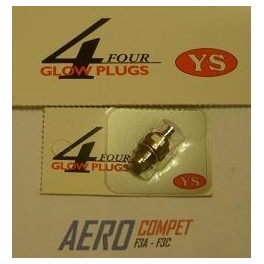 4 FOUR
GLOW PLUGS
YS
4 FOUR
GLOW PLUGS
YS
AERO COMPET
F3A - F3C